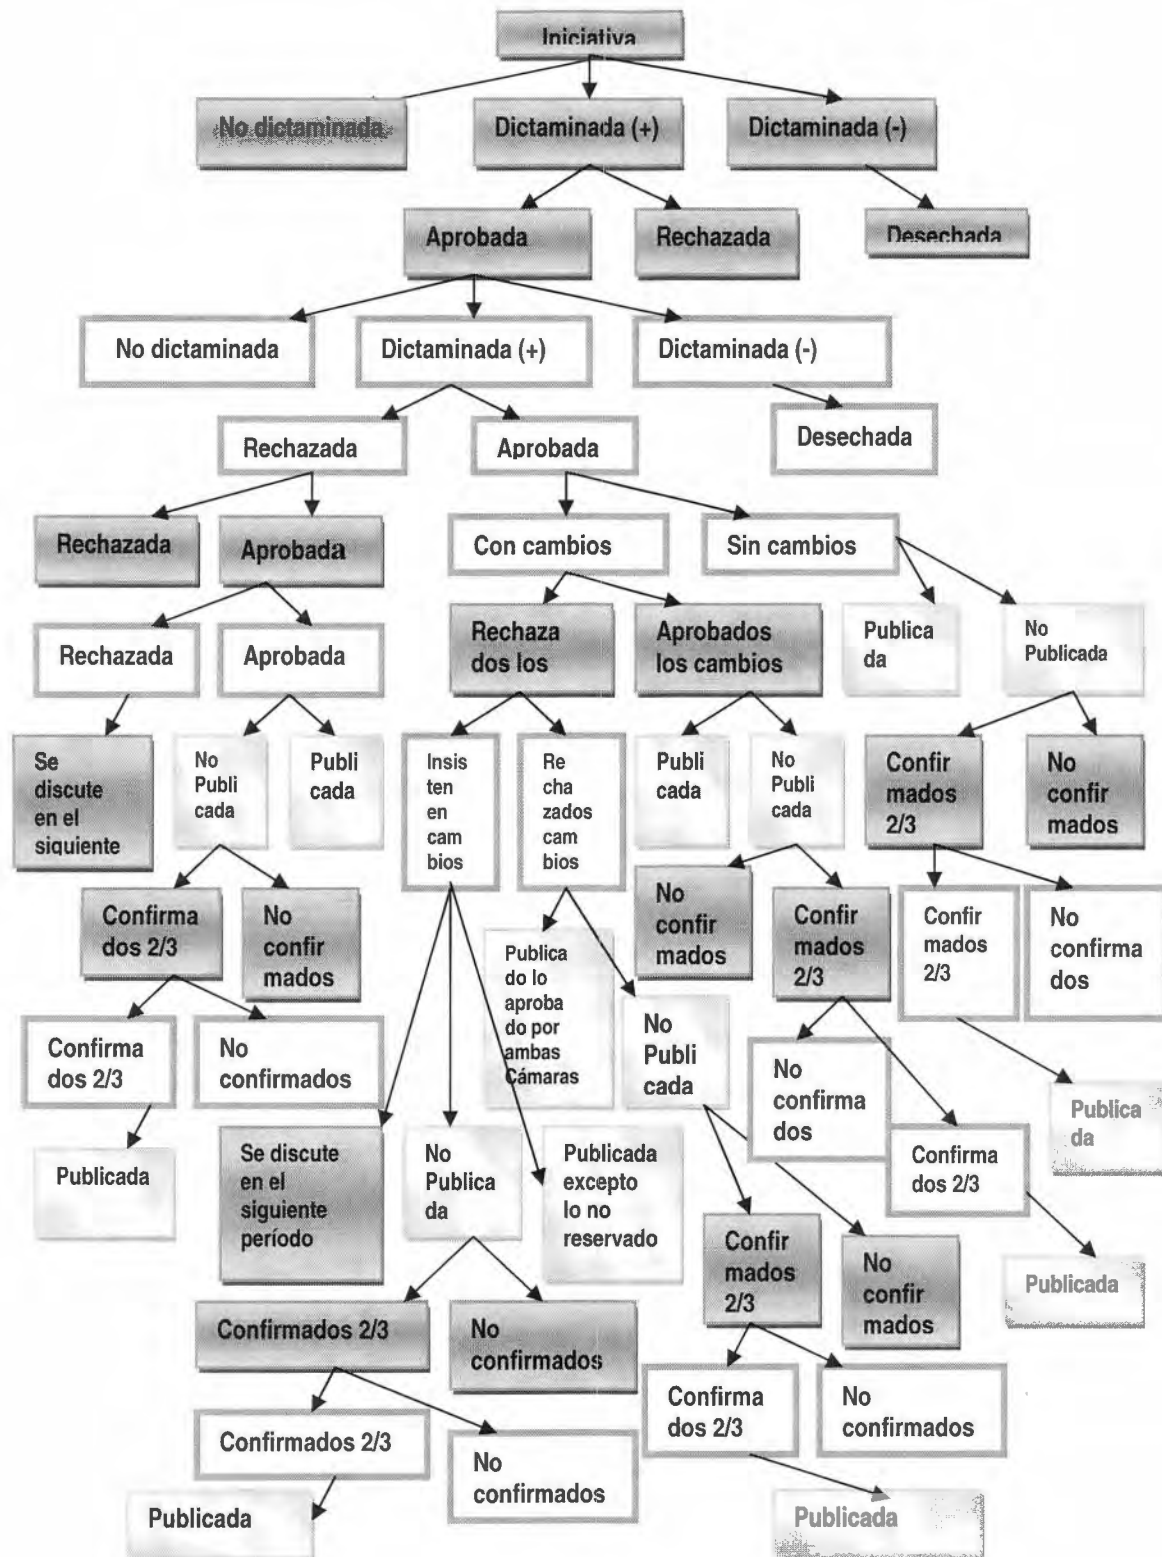 Iniciativa
No dictaminada
Dictaminada (+)
Dictaminada (-)
Aprobada
Rechazada
Desechada
No dictaminada
Dictaminada (+)
Dictaminada (-)
Rechazada
Aprobada
Desechada
Rechazada
Aprobada
Con cambios
Sin cambios
Rechazada
Aprobada
Rechaza
dos los
Aprobados
los cambios
Publica
da
No
Publicada
Se
discute
en el
siguiente
No
Publi
cada
Publi
cada
Insis
ten
en
cam
bios
Re
cha
zados
cam
bios
Publi
cada
No
Publi
cada
Confir
mados
2/3
No
confir
mados
Confirma
dos 2/3
No
confir
mados
Publica
do lo
aproba
do por
ambas
Cámaras
No
confir
mados
Confir
mados
2/3
Confir
mados
2/3
No
confirma
dos
Confirma
dos 2/3
No
confirmados
No
Publi
cada
No
confirma
dos
Publica
da
Publicada
Se discute
en el
siguiente
período
No
Publica
da
Publicada
excepto
lo no
reservado
Confirma
dos 2/3
Confir
mados
2/3
No
confir
mados
Publicada
Confirmados 2/3
No
confirmados
Confirma
dos 2/3
No
confirmados
Confirmados 2/3
No
confirmados
Publicada
Publicada